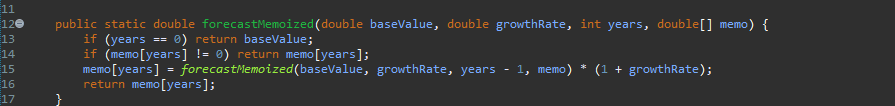 11
12 public static double forecastMemoized(double baseValue, double growthRate, int years, double[] memo) {
13 if (years == 0) return baseValue;
14 if (memo[years] != 0) return memo[years];
15 memo[years] = forecastMemoized(baseValue, growthRate, years - 1, memo) * (1 + growthRate);
16 return memo[years];
17 }